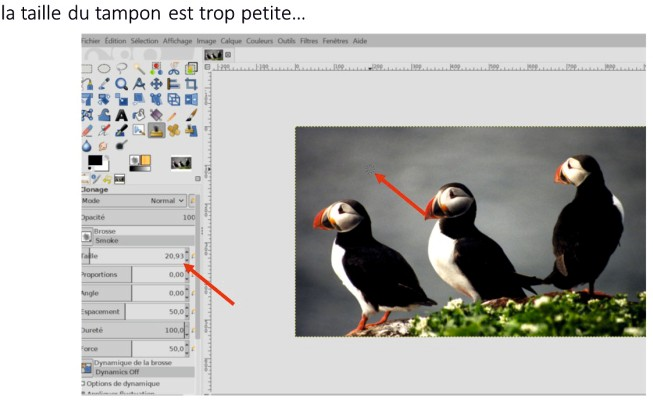 la taille du tampon est trop petite...
Fichier Édition Sélection Affichage Image Calque Couleurs Outils Filtres Fenêtres Aide
Clonage
Mode Normal
Opacité 100
Brosse
Smoke
Taille 20,93
Proportions 0,00
Angle 0,00
Espacement 50,0
Dureté 100,0
Force 50,0
Dynamique de la brosse
Dynamics Off
Options de dynamique